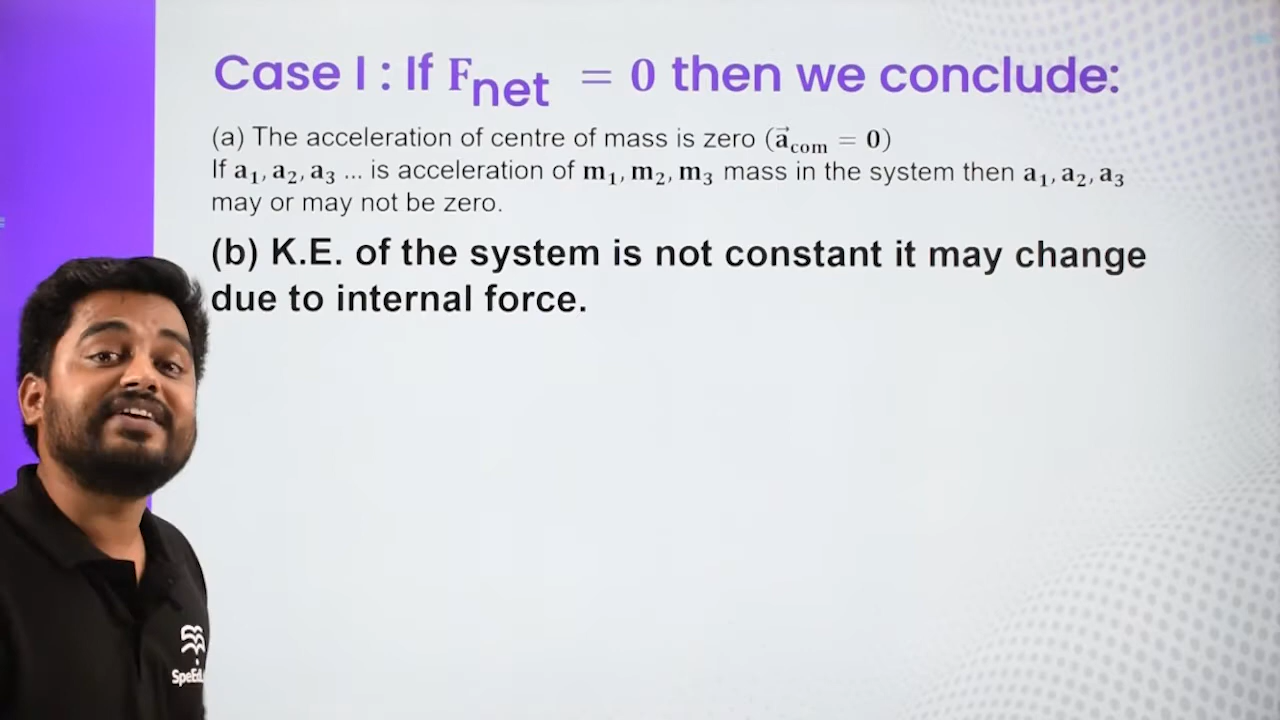 Case I : If Fnet = 0 then we conclude:
(a) The acceleration of centre of mass is zero (a⃗com = 0)
If a1, a2, a3 ... is acceleration of m1, m2, m3 mass in the system then a1, a2, a3
may or may not be zero.
(b) K.E. of the system is not constant it may change
due to internal force.